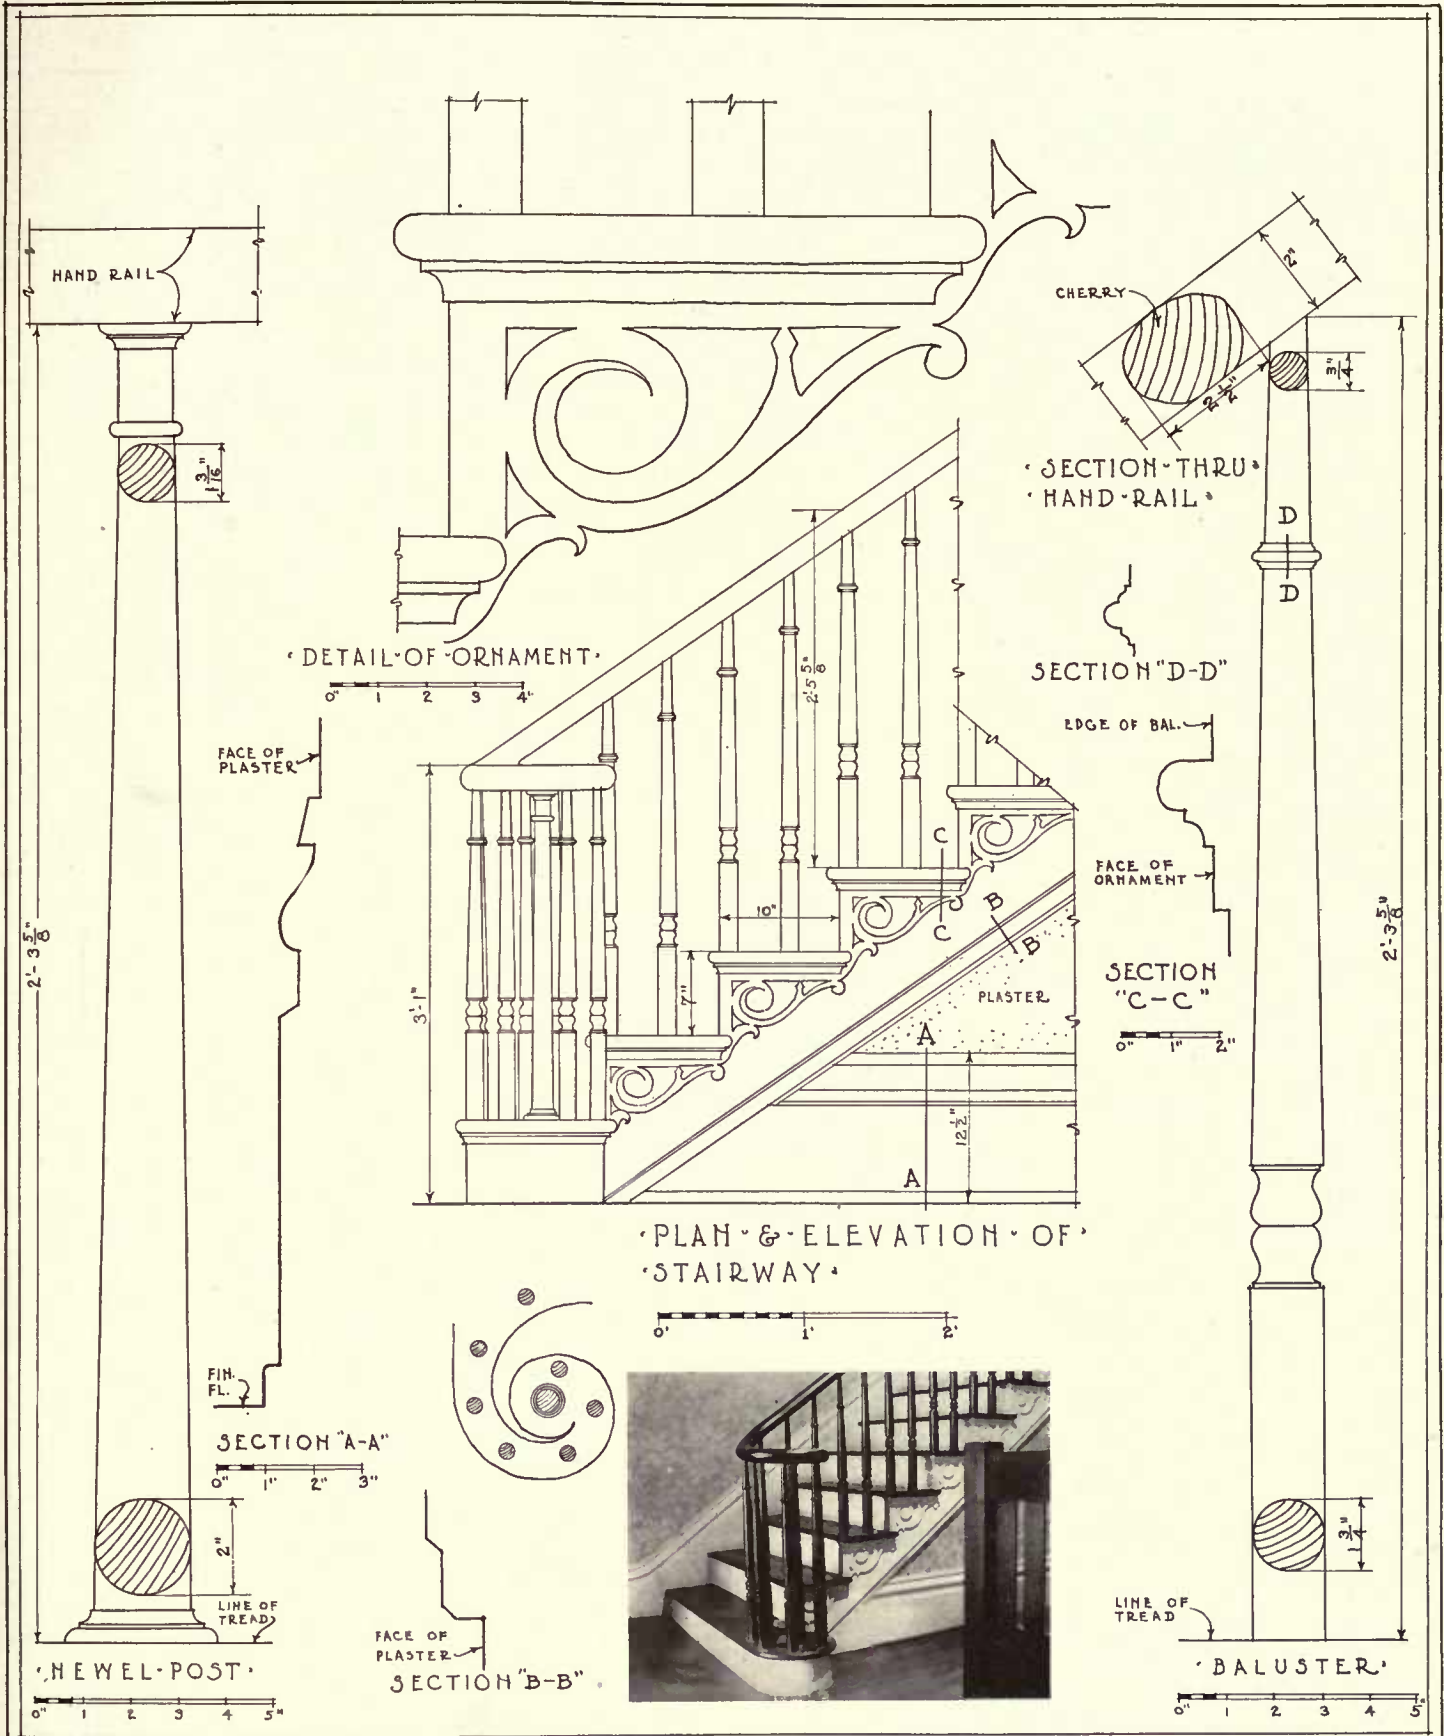 HAND RAIL
1 3/16"
2'-3 5/8"
2"
LINE OF
TREAD
·NEWEL·POST·
0" 1 2 3 4 5"
·DETAIL·OF·ORNAMENT·
0" 1 2 3 4"
FACE OF
PLASTER
FIN.
FL.
SECTION "A-A"
0" 1" 2" 3"
FACE OF
PLASTER
SECTION "B-B"
2'-5 5/8"
10"
7"
3'-1"
C
C
B
B
PLASTER
A
12 1/2"
A
·PLAN·&·ELEVATION·OF·
·STAIRWAY·
0' 1' 2'
CHERRY
2"
3/4"
2 1/2"
·SECTION·THRU·
·HAND·RAIL·
D
D
SECTION "D-D"
EDGE OF BAL.
FACE OF
ORNAMENT
SECTION
"C-C"
0" 1" 2"
2'-3 5/8"
1 3/4"
LINE OF
TREAD
·BALUSTER·
0" 1 2 3 4 5"